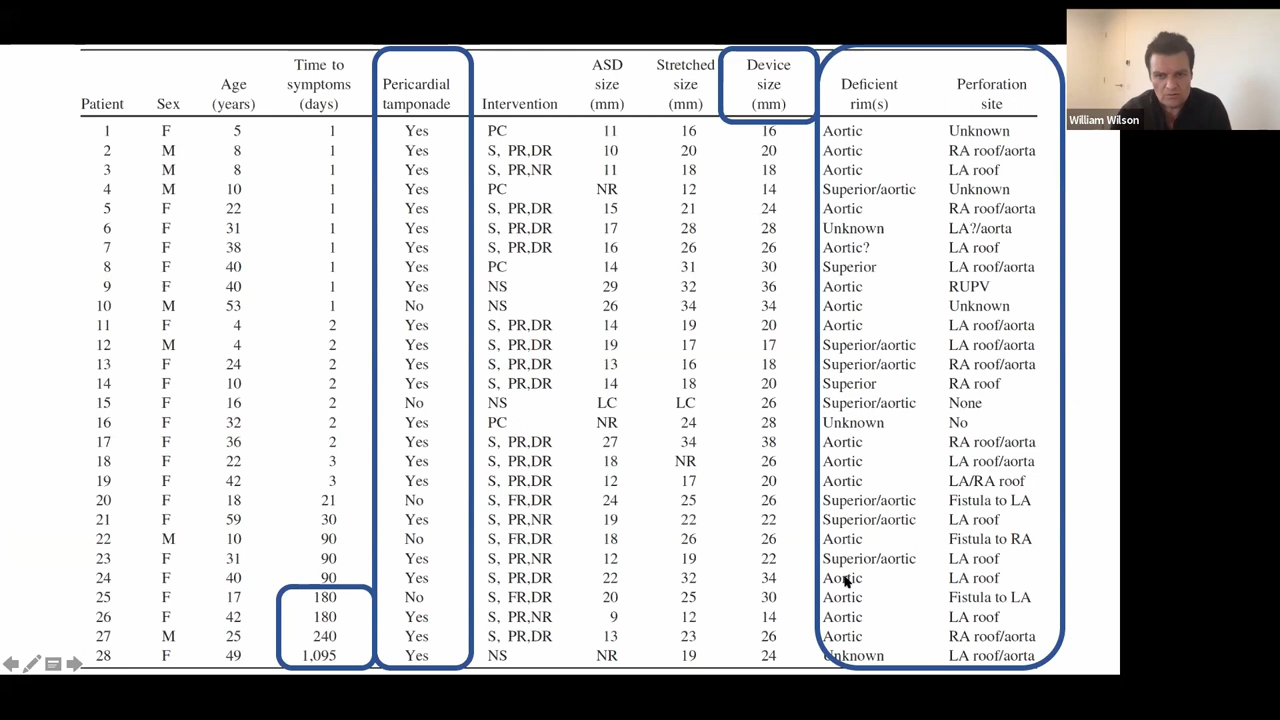 Patient Sex Age (years) Time to symptoms (days) Pericardial tamponade Intervention ASD size (mm) Stretched size (mm) Device size (mm) Deficient rim(s) Perforation site
1 F 5 1 Yes PC 11 16 16 Aortic Unknown
2 M 8 1 Yes S, PR,DR 10 20 20 Aortic RA roof/aorta
3 M 8 1 Yes S, PR,NR 11 18 18 Aortic LA roof
4 M 10 1 Yes PC NR 12 14 Superior/aortic Unknown
5 F 22 1 Yes S, PR,DR 15 21 24 Aortic RA roof/aorta
6 F 31 1 Yes S, PR,DR 17 28 28 Unknown LA?/aorta
7 F 38 1 Yes S, PR,DR 16 26 26 Aortic? LA roof
8 F 40 1 Yes PC 14 31 30 Superior LA roof/aorta
9 F 40 1 Yes NS 29 32 36 Aortic RUPV
10 M 53 1 No NS 26 34 34 Aortic Unknown
11 F 4 2 Yes S, PR,DR 14 19 20 Aortic LA roof/aorta
12 M 4 2 Yes S, PR,DR 19 17 17 Superior/aortic LA roof/aorta
13 F 24 2 Yes S, PR,DR 13 16 18 Superior/aortic RA roof/aorta
14 F 10 2 Yes S, PR,DR 14 18 20 Superior RA roof
15 F 16 2 No NS LC LC 26 Superior/aortic None
16 F 32 2 Yes PC NR 24 28 Unknown No
17 F 36 2 Yes S, PR,DR 27 34 38 Aortic RA roof/aorta
18 F 22 3 Yes S, PR,DR 18 NR 26 Aortic LA roof/aorta
19 F 42 3 Yes S, PR,DR 12 17 20 Aortic LA/RA roof
20 F 18 21 No S, FR,DR 24 25 26 Superior/aortic Fistula to LA
21 F 59 30 Yes S, PR,NR 19 22 22 Superior/aortic LA roof
22 M 10 90 No S, FR,DR 18 26 26 Aortic Fistula to RA
23 F 31 90 Yes S, PR,NR 12 19 22 Superior/aortic LA roof
24 F 40 90 Yes S, PR,DR 22 32 34 Aortic LA roof
25 F 17 180 No S, FR,DR 20 25 30 Aortic Fistula to LA
26 F 42 180 Yes S, PR,NR 9 12 14 Aortic LA roof
27 M 25 240 Yes S, PR,DR 13 23 26 Aortic RA roof/aorta
28 F 49 1,095 Yes NS NR 19 24 Unknown LA roof/aorta
William Wilson